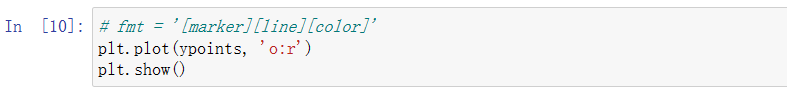 In [10]: # fmt = '[marker][line][color]'
plt.plot(ypoints, 'o:r')
plt.show()